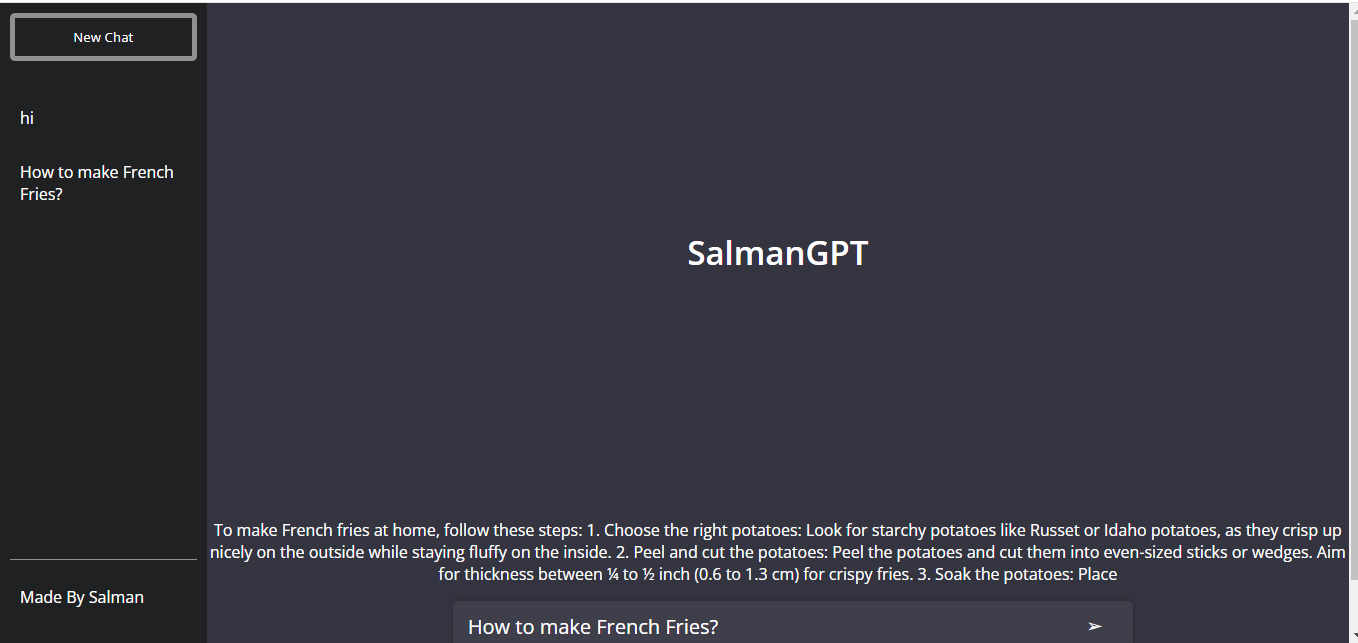 New Chat
hi
How to make French
Fries?
Made By Salman
SalmanGPT
To make French fries at home, follow these steps: 1. Choose the right potatoes: Look for starchy potatoes like Russet or Idaho potatoes, as they crisp up
nicely on the outside while staying fluffy on the inside. 2. Peel and cut the potatoes: Peel the potatoes and cut them into even-sized sticks or wedges. Aim
for thickness between ¼ to ½ inch (0.6 to 1.3 cm) for crispy fries. 3. Soak the potatoes: Place
How to make French Fries? ➢